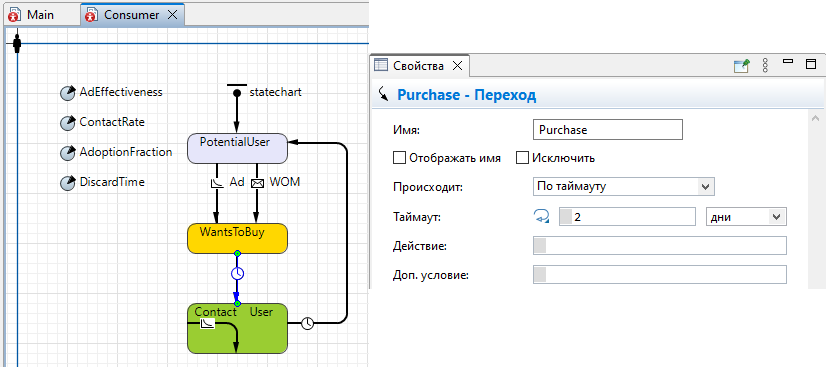 Main
Consumer
AdEffectiveness
statechart
ContactRate
AdoptionFraction
PotentialUser
DiscardTime
Ad
WOM
WantsToBuy
Contact User
Свойства
Purchase - Переход
Имя: Purchase
Отображать имя Исключить
Происходит: По таймауту
Таймаут: 2 дни
Действие:
Доп. условие: